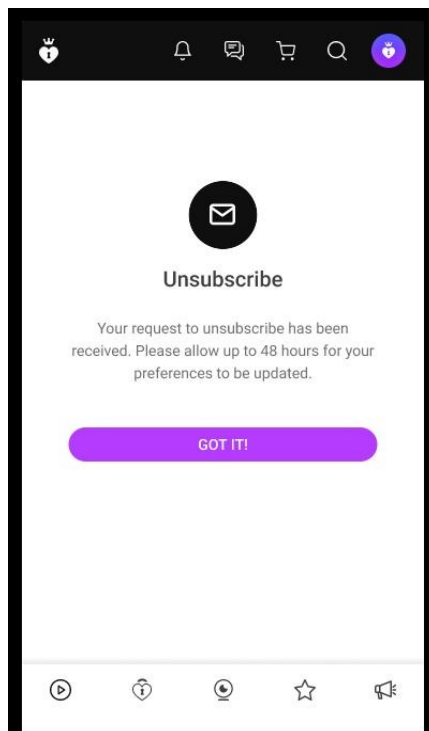 Unsubscribe
Your request to unsubscribe has been
received. Please allow up to 48 hours for your
preferences to be updated.
GOT IT!